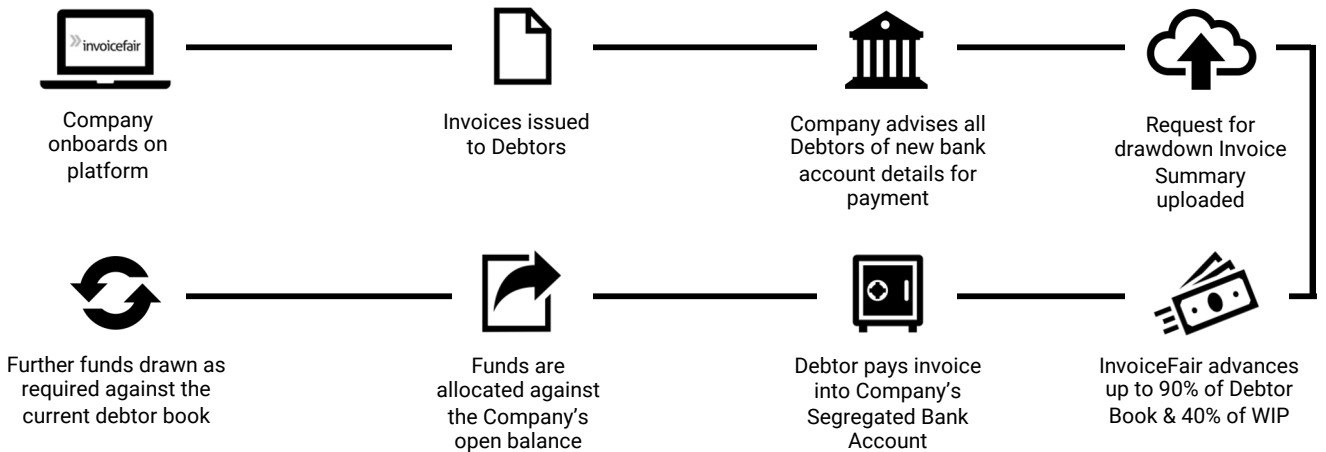 invoicefair
Company
onboards on
platform
Invoices issued
to Debtors
Company advises all
Debtors of new bank
account details for
payment
Request for
drawdown Invoice
Summary
uploaded
Further funds drawn as
required against the
current debtor book
Funds are
allocated against
the Company’s
open balance
Debtor pays invoice
into Company’s
Segregated Bank
Account
InvoiceFair advances
up to 90% of Debtor
Book & 40% of WIP